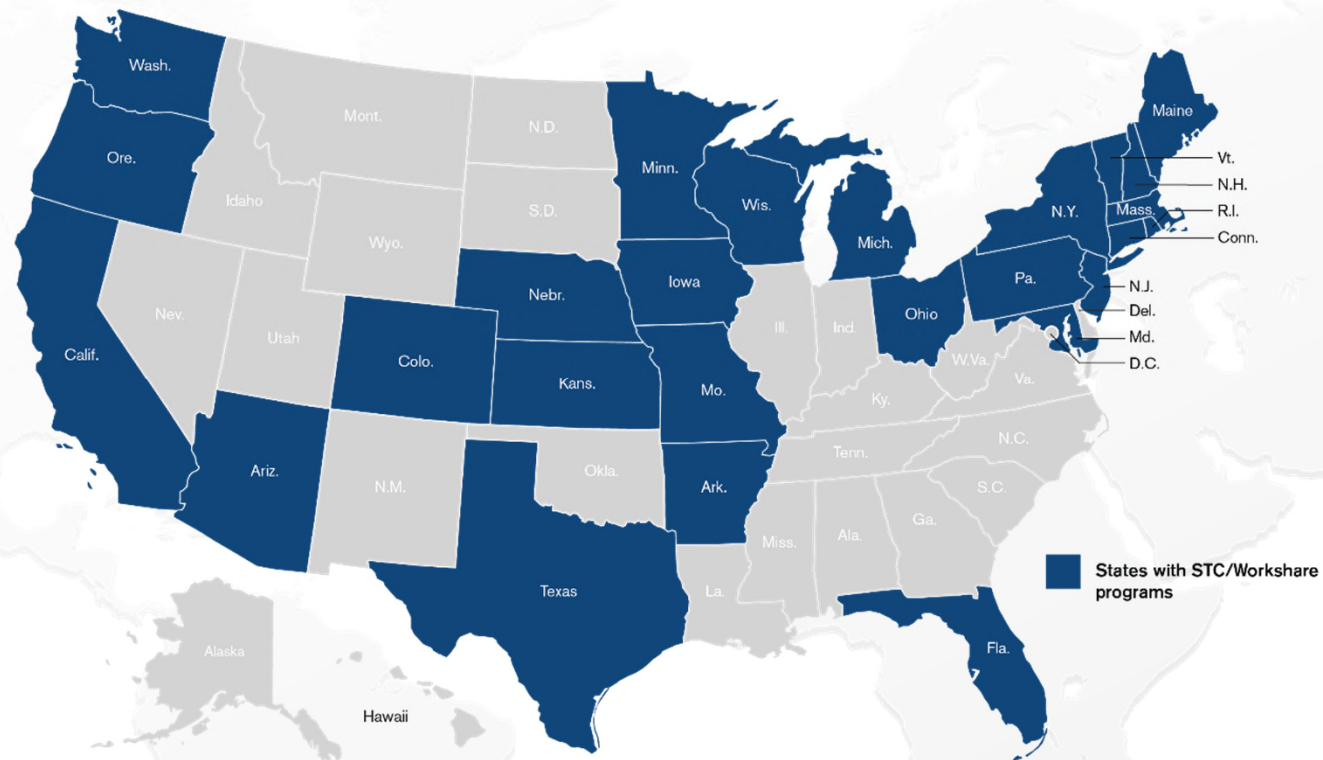 Wash.
Mont.
N.D.
Minn.
Maine
Ore.
Idaho
S.D.
Wis.
Mich.
N.Y.
Vt.
N.H.
Mass.
R.I.
Conn.
Wyo.
Nebr.
Iowa
Pa.
N.J.
Nev.
Utah
Colo.
Ill.
Ind.
Ohio
Del.
Md.
D.C.
Calif.
Kans.
Mo.
W.Va.
Va.
Ky.
Ariz.
N.M.
Okla.
Ark.
Tenn.
N.C.
S.C.
Miss.
Ala.
Ga.
Texas
La.
States with STC/Workshare
programs
Fla.
Alaska
Hawaii